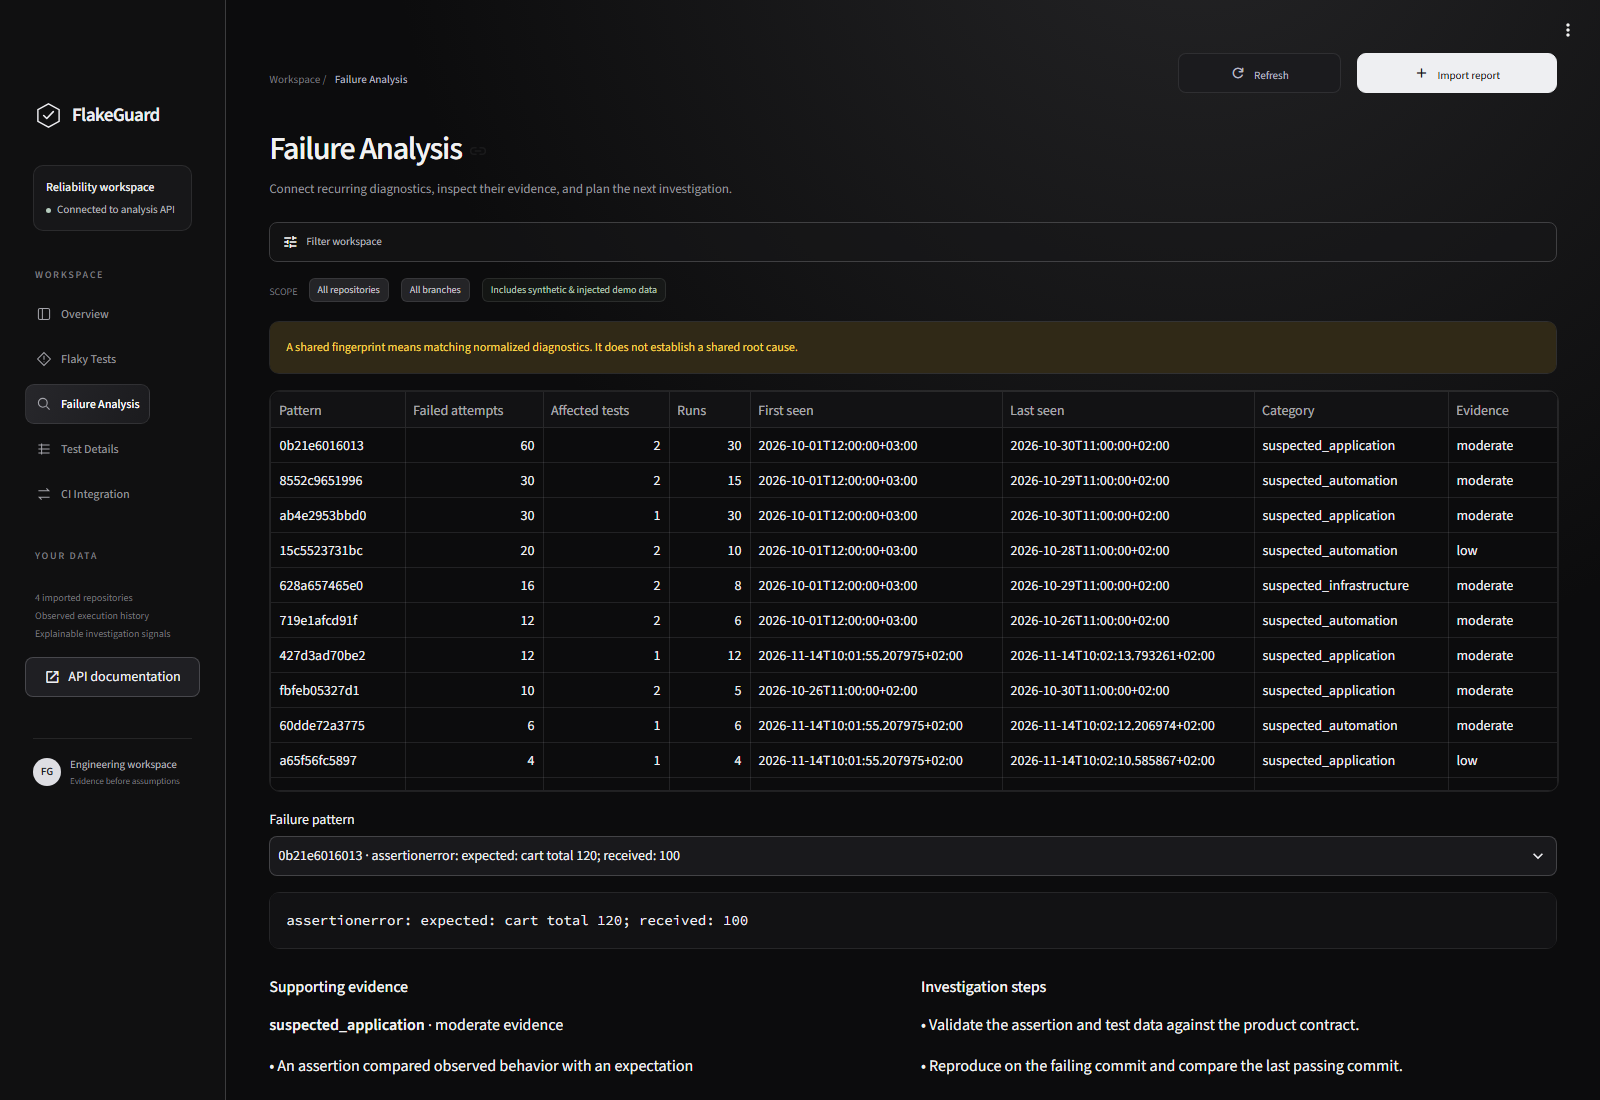 FlakeGuard
Reliability workspace
Connected to analysis API
WORKSPACE
Overview
Flaky Tests
Failure Analysis
Test Details
CI Integration
YOUR DATA
4 imported repositories
Observed execution history
Explainable investigation signals
API documentation
FG
Engineering workspace
Evidence before assumptions
Workspace / Failure Analysis
Refresh
Import report
Failure Analysis
Connect recurring diagnostics, inspect their evidence, and plan the next investigation.
Filter workspace
SCOPE All repositories All branches Includes synthetic & injected demo data
A shared fingerprint means matching normalized diagnostics. It does not establish a shared root cause.
Pattern Failed attempts Affected tests Runs First seen Last seen Category Evidence
0b21e6016013 60 2 30 2026-10-01T12:00:00+03:00 2026-10-30T11:00:00+02:00 suspected_application moderate
8552c9651996 30 2 15 2026-10-01T12:00:00+03:00 2026-10-29T11:00:00+02:00 suspected_automation moderate
ab4e2953bbd0 30 1 30 2026-10-01T12:00:00+03:00 2026-10-30T11:00:00+02:00 suspected_application moderate
15c5523731bc 20 2 10 2026-10-01T12:00:00+03:00 2026-10-28T11:00:00+02:00 suspected_automation low
628a657465e0 16 2 8 2026-10-01T12:00:00+03:00 2026-10-29T11:00:00+02:00 suspected_infrastructure moderate
719e1afcd91f 12 2 6 2026-10-01T12:00:00+03:00 2026-10-26T11:00:00+02:00 suspected_automation moderate
427d3ad70be2 12 1 12 2026-11-14T10:01:55.207975+02:00 2026-11-14T10:02:13.793261+02:00 suspected_application moderate
fbfeb05327d1 10 2 5 2026-10-26T11:00:00+02:00 2026-10-30T11:00:00+02:00 suspected_application moderate
60dde72a3775 6 1 6 2026-11-14T10:01:55.207975+02:00 2026-11-14T10:02:12.206974+02:00 suspected_automation moderate
a65f56fc5897 4 1 4 2026-11-14T10:01:55.207975+02:00 2026-11-14T10:02:10.585867+02:00 suspected_application low
Failure pattern
0b21e6016013 · assertionerror: expected: cart total 120; received: 100
assertionerror: expected: cart total 120; received: 100
Supporting evidence
suspected_application · moderate evidence
• An assertion compared observed behavior with an expectation
Investigation steps
• Validate the assertion and test data against the product contract.
• Reproduce on the failing commit and compare the last passing commit.